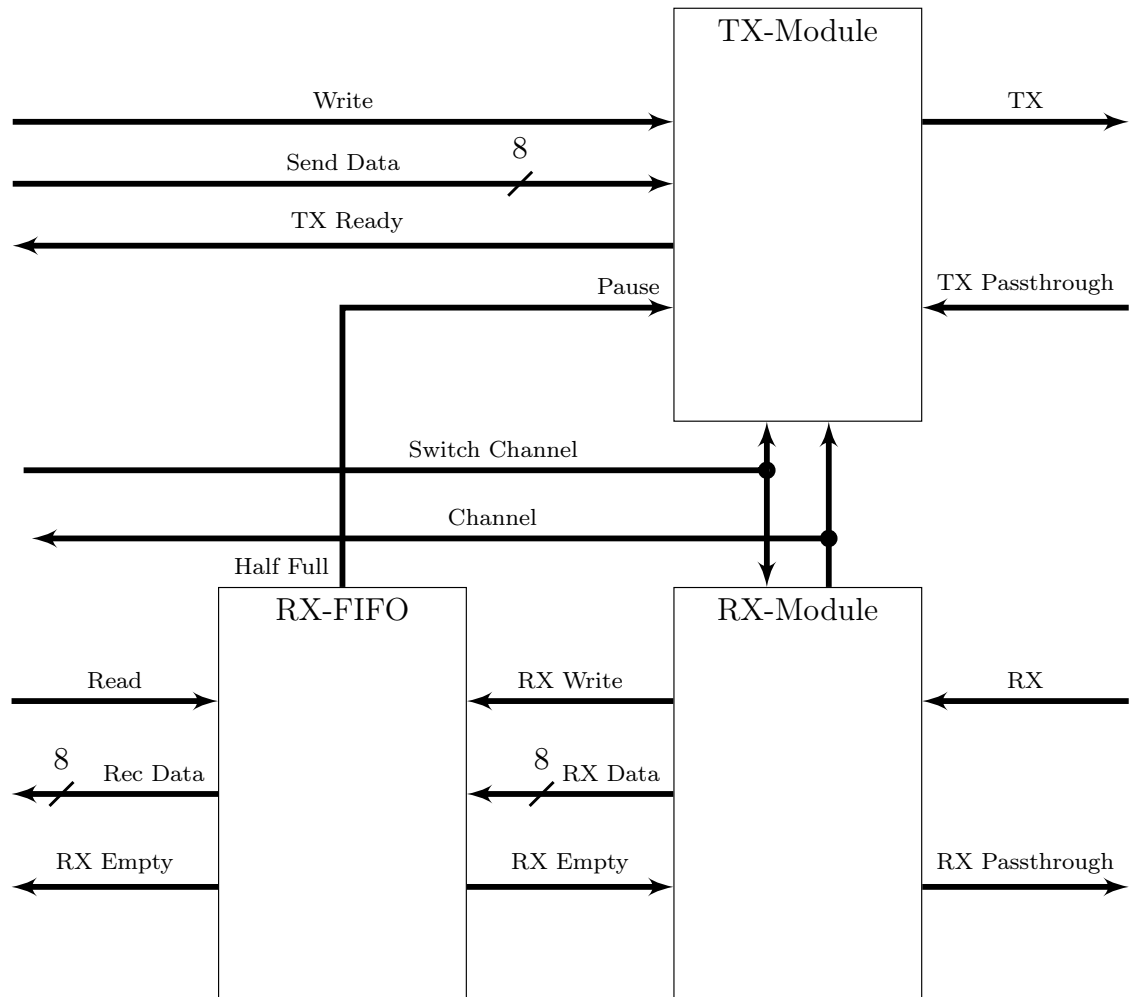 TX-Module
Write
TX
8
Send Data
TX Ready
Pause
TX Passthrough
Switch Channel
Channel
Half Full
RX-FIFO
RX-Module
Read
RX Write
RX
8
Rec Data
8
RX Data
RX Empty
RX Empty
RX Passthrough